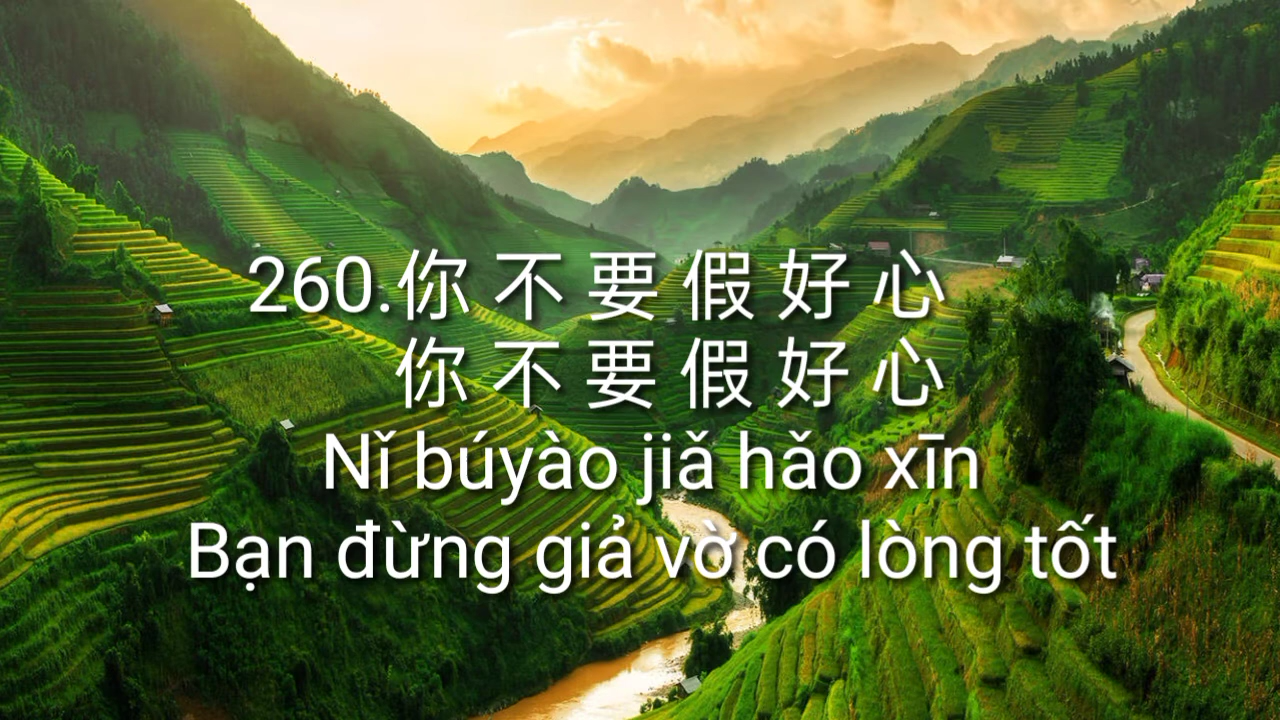 260.你 不 要 假 好 心
你 不 要 假 好 心
Nǐ búyào jiǎ hǎo xīn
Bạn đừng giả vờ có lòng tốt